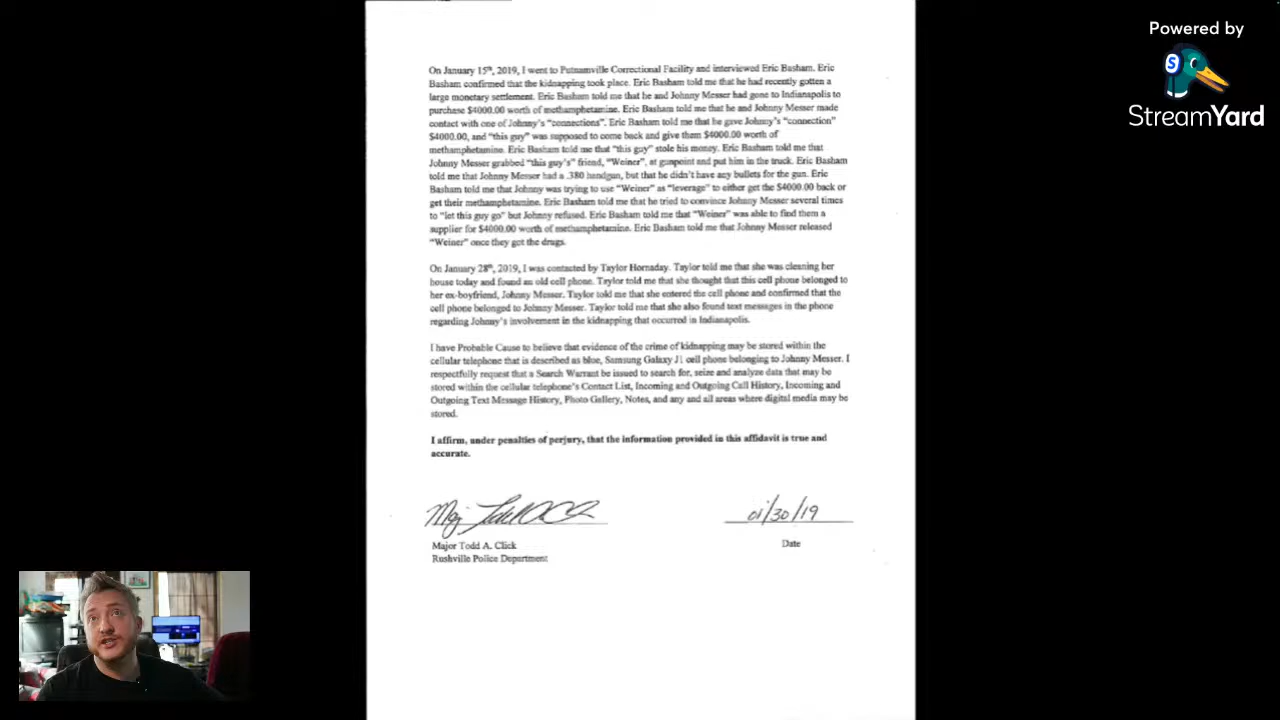 Powered by
StreamYard
On January 15th, 2019, I went to Putnamville Correctional Facility and interviewed Eric Basham. Eric
Basham confirmed that the kidnapping took place. Eric Basham told me that he had recently gotten a
large monetary settlement. Eric Basham told me that he and Johnny Messer had gone to Indianapolis to
purchase $4000.00 worth of methamphetamine. Eric Basham told me that he and Johnny Messer made
contact with one of Johnny's "connections". Eric Basham told me that he gave Johnny's "connection"
$4000.00, and "this guy" was supposed to come back and give them $4000.00 worth of
methamphetamine. Eric Basham told me that "this guy" stole his money. Eric Basham told me that
Johnny Messer grabbed "this guy's" friend, "Weiner", at gunpoint and put him in the truck. Eric Basham
told me that Johnny Messer had a .380 handgun, but that he didn't have any bullets for the gun. Eric
Basham told me that Johnny was trying to use "Weiner" as "leverage" to either get the $4000.00 back or
get their methamphetamine. Eric Basham told me that he tried to convince Johnny Messer several times
to "let this guy go" but Johnny refused. Eric Basham told me that "Weiner" was able to find them a
supplier for $4000.00 worth of methamphetamine. Eric Basham told me that Johnny Messer released
"Weiner" once they got the drugs.
On January 28th, 2019, I was contacted by Taylor Hornaday. Taylor told me that she was cleaning her
house today and found an old cell phone. Taylor told me that she thought that this cell phone belonged to
her ex-boyfriend, Johnny Messer. Taylor told me that she entered the cell phone and confirmed that the
cell phone belonged to Johnny Messer. Taylor told me that she also found text messages in the phone
regarding Johnny's involvement in the kidnapping that occurred in Indianapolis.
I have Probable Cause to believe that evidence of the crime of kidnapping may be stored within the
cellular telephone that is described as blue, Samsung Galaxy J1 cell phone belonging to Johnny Messer. I
respectfully request that a Search Warrant be issued to search for, seize and analyze data that may be
stored within the cellular telephone's Contact List, Incoming and Outgoing Call History, Incoming and
Outgoing Text Message History, Photo Gallery, Notes, and any and all areas where digital media may be
stored.
I affirm, under penalties of perjury, that the information provided in this affidavit is true and
accurate.
01/30/19
Major Todd A. Click
Date
Rushville Police Department